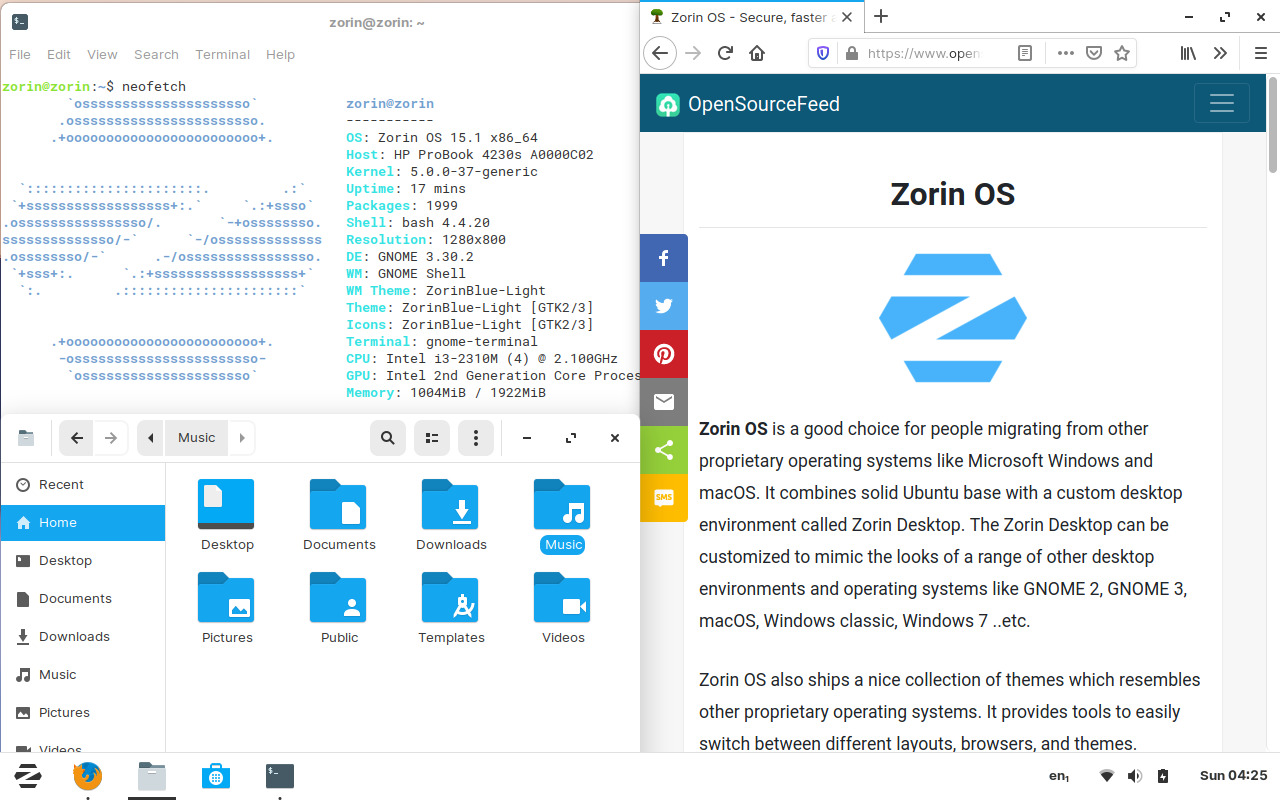 zorin@zorin: ~
File Edit View Search Terminal Help
zorin@zorin:~$ neofetch
`osssssssssssssssssssso`
.osssssssssssssssssssssso.
.+oooooooooooooooooooooooo+.
`::::::::::::::::::::::. .:`
`+ssssssssssssssssss+:.` `.:+ssso`
.ossssssssssssssso/. `-+ossssssso.
ssssssssssssso/-` `-/osssssssssssss
.ossssssso/-` .-/ossssssssssssssso.
`+sss+:. `.:+ssssssssssssssssss+`
`:. .::::::::::::::::::::::`
.+oooooooooooooooooooooooo+.
-osssssssssssssssssssssso-
`osssssssssssssssssssso`
zorin@zorin
-----------
OS: Zorin OS 15.1 x86_64
Host: HP ProBook 4230s A0000C02
Kernel: 5.0.0-37-generic
Uptime: 17 mins
Packages: 1999
Shell: bash 4.4.20
Resolution: 1280x800
DE: GNOME 3.30.2
WM: GNOME Shell
WM Theme: ZorinBlue-Light
Theme: ZorinBlue-Light [GTK2/3]
Icons: ZorinBlue-Light [GTK2/3]
Terminal: gnome-terminal
CPU: Intel i3-2310M (4) @ 2.100GHz
GPU: Intel 2nd Generation Core Proces
Memory: 1004MiB / 1922MiB
Music
Recent
Home
Desktop
Documents
Downloads
Music
Pictures
Videos
Desktop Documents Downloads Music
Pictures Public Templates Videos
Zorin OS - Secure, faster a
https://www.open
OpenSourceFeed
Zorin OS
SMS
Zorin OS is a good choice for people migrating from other
proprietary operating systems like Microsoft Windows and
macOS. It combines solid Ubuntu base with a custom desktop
environment called Zorin Desktop. The Zorin Desktop can be
customized to mimic the looks of a range of other desktop
environments and operating systems like GNOME 2, GNOME 3,
macOS, Windows classic, Windows 7 ..etc.
Zorin OS also ships a nice collection of themes which resembles
other proprietary operating systems. It provides tools to easily
switch between different layouts, browsers, and themes.
en₁ Sun 04:25